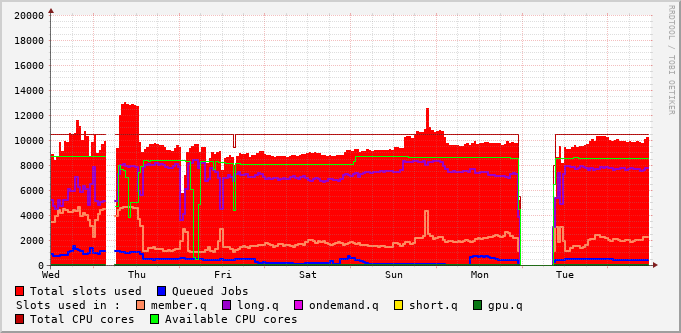 RRDTOOL / TOBI OETIKER
20000
18000
16000
14000
12000
10000
8000
6000
4000
2000
0
Wed Thu Fri Sat Sun Mon Tue
Total slots used Queued Jobs
Slots used in : member.q long.q ondemand.q short.q gpu.q
Total CPU cores Available CPU cores